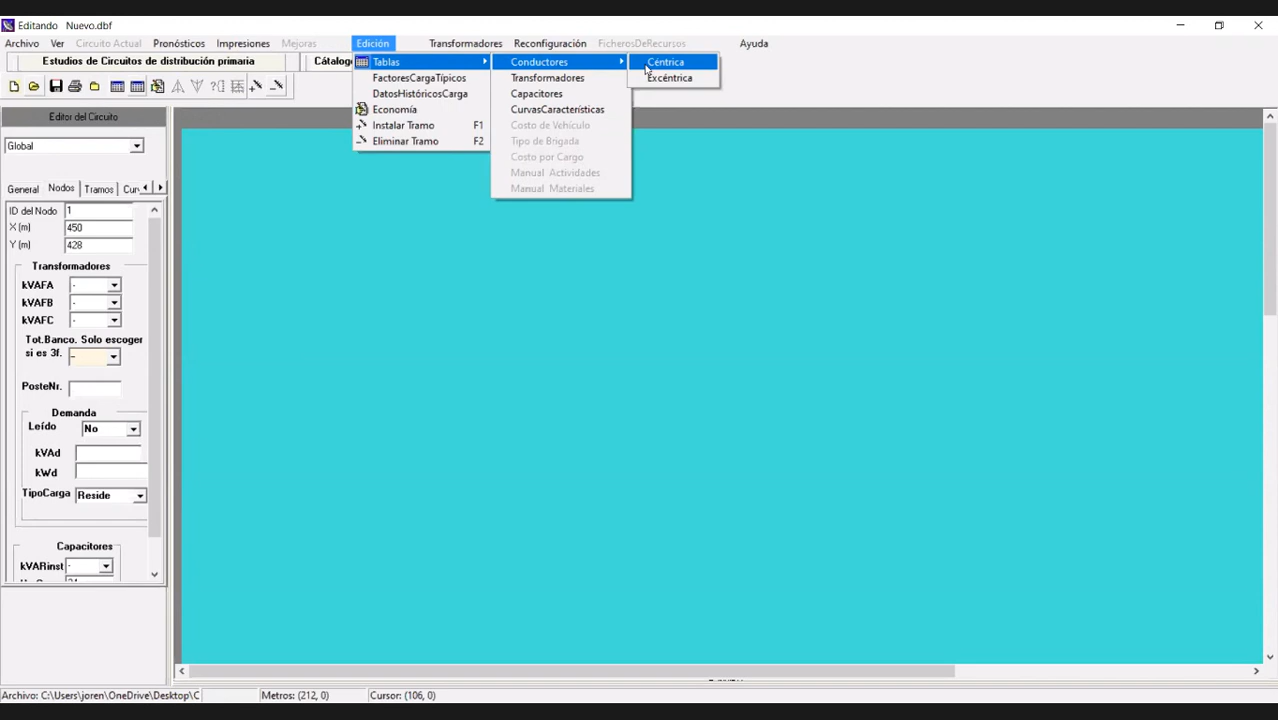 Editando Nuevo.dbf
Archivo Ver Circuito Actual Pronósticos Impresiones Mejoras Edición Transformadores Reconfiguración FicherosDeRecursos Ayuda
Estudios de Circuitos de distribución primaria
Tablas
FactoresCargaTípicos
DatosHistóricosCarga
Economía
Instalar Tramo F1
Eliminar Tramo F2
Conductores
Transformadores
Capacitores
CurvasCaracterísticas
Costo de Vehículo
Tipo de Brigada
Costo por Cargo
Manual Actividades
Manual Materiales
Céntrica
Excéntrica
Editor del Circuito
Global
General Nodos Tramos
ID del Nodo 1
X (m) 450
Y (m) 428
Transformadores
kVAFA -
kVAFB -
kVAFC -
Tot.Banco. Solo escoger
si es 3f. -
PosteNr.
Demanda
Leído No
kVAd
kWd
TipoCarga Reside
Capacitores
kVARinst -
Archivo: C:\Users\joren\OneDrive\Desktop\C Metros: (212, 0) Cursor: (106, 0)